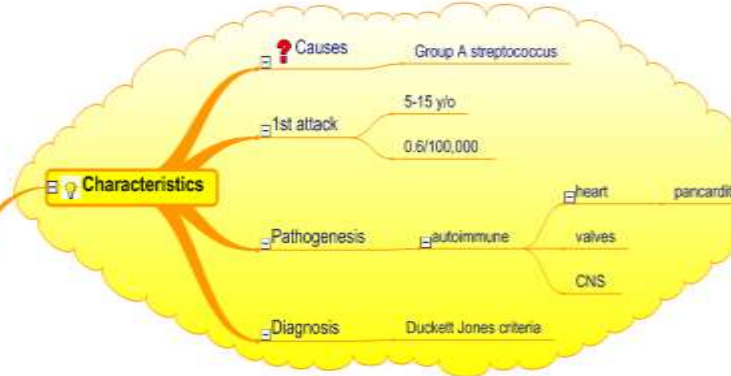 Causes
Group A streptococcus
1st attack
5-15 y/o
0.6/100,000
Characteristics
Pathogenesis
autoimmune
heart
pancardit
valves
CNS
Diagnosis
Duckett Jones criteria